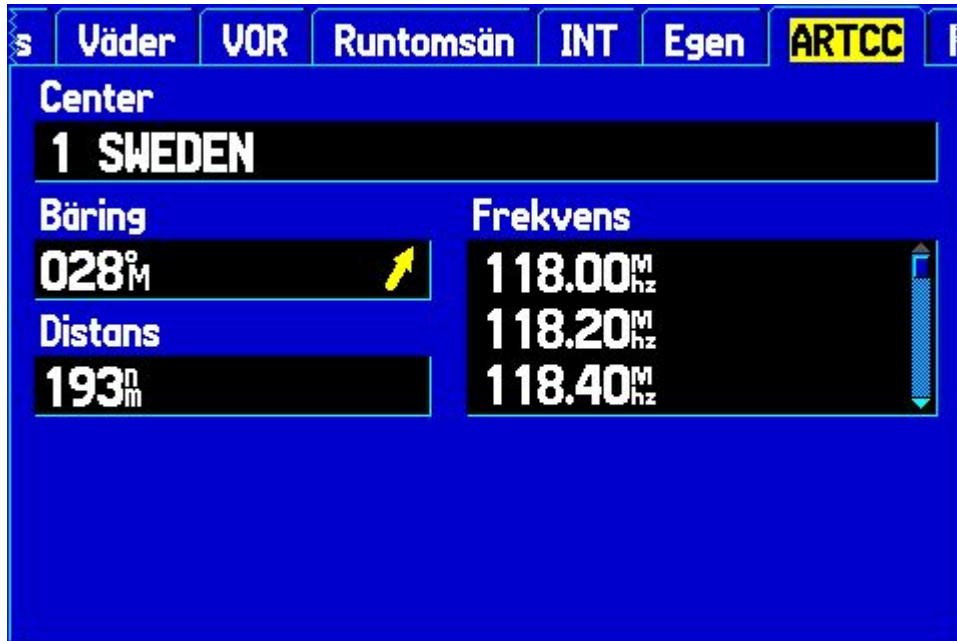 s Väder VOR Runtomsän INT Egen ARTCC
Center
1 SWEDEN
Bäring
028°M
Frekvens
118.00Mhz
118.20Mhz
118.40Mhz
Distans
193nm